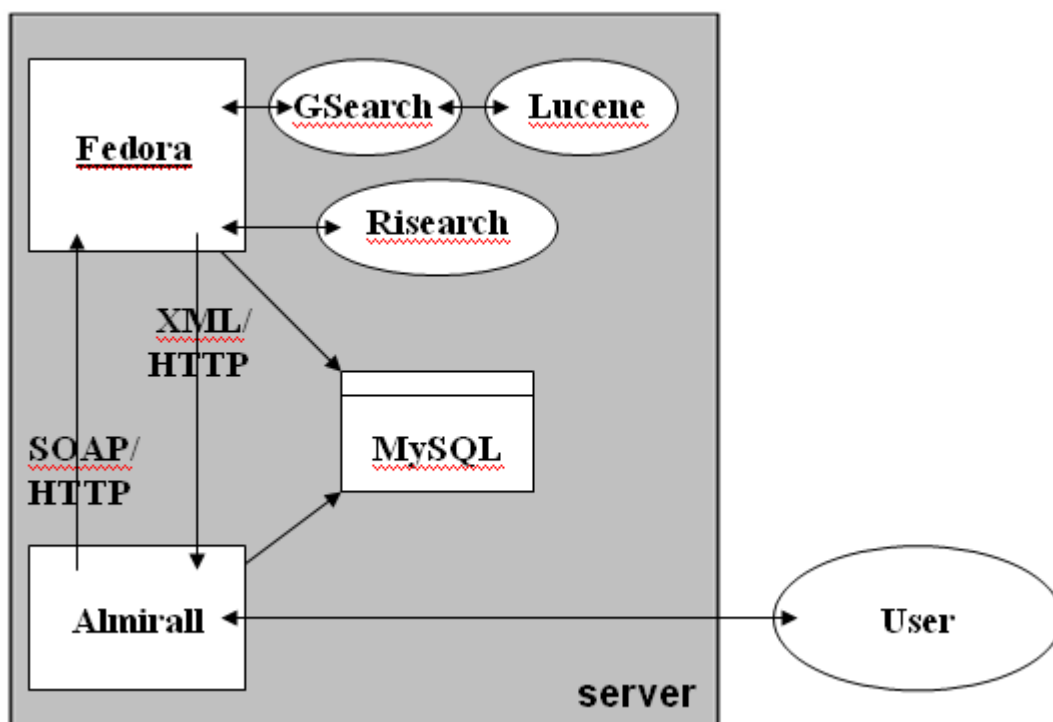 GSearch
Lucene
Fedora
Risearch
XML/
HTTP
MySQL
SOAP/
HTTP
Almirall
User
server